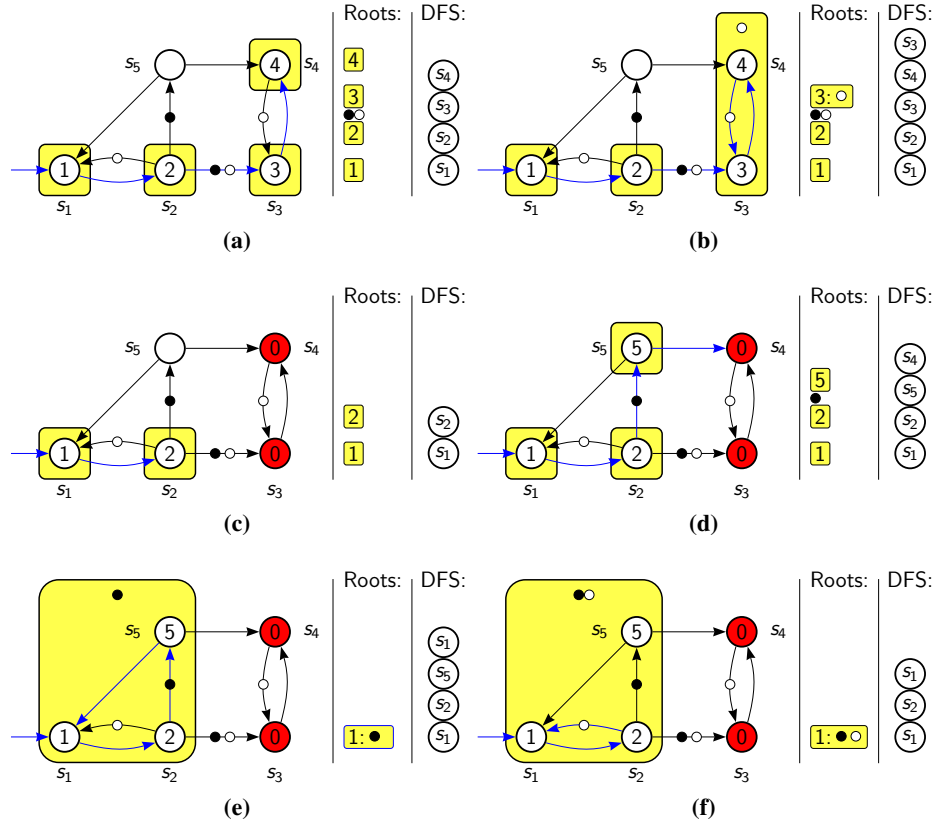 Roots: DFS: Roots: DFS:
s5 4 s4 4 s4 s5 4 s4 s3 s4
3 s3 3: s3
1 2 3 2 s2 1 2 3 2 s2
1 s1 1 s1
s1 s2 s3 s1 s2 s3
(a) (b)
Roots: DFS: Roots: DFS:
s5 0 s4 s5 5 0 s4 5 s4 s5
1 2 0 2 s2 1 2 0 2 s2
1 s1 1 s1
s1 s2 s3 s1 s2 s3
(c) (d)
Roots: DFS: Roots: DFS:
s5 5 0 s4 s1 s5 5 0 s4
s5 s1
s2 s2
1 2 0 1: s1 1 2 0 1: s1
s1 s2 s3 s1 s2 s3
(e) (f)